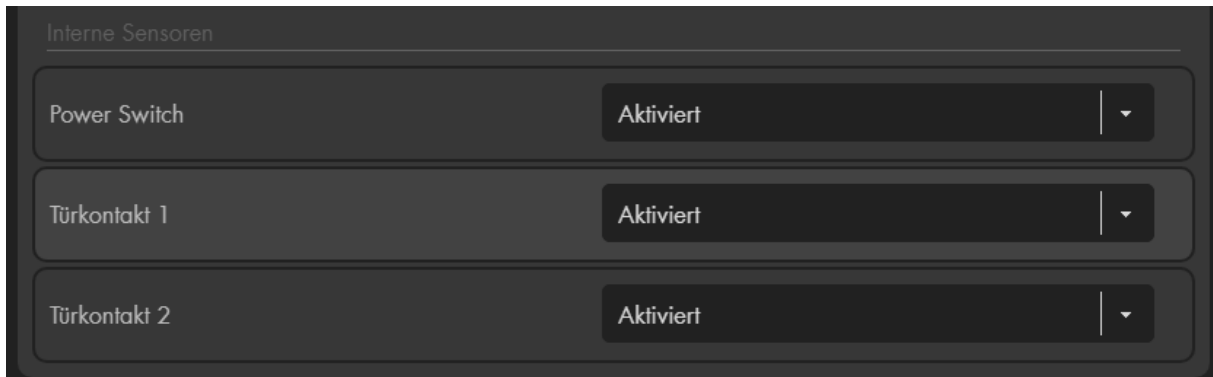 Interne Sensoren
Power Switch Aktiviert
Türkontakt 1 Aktiviert
Türkontakt 2 Aktiviert